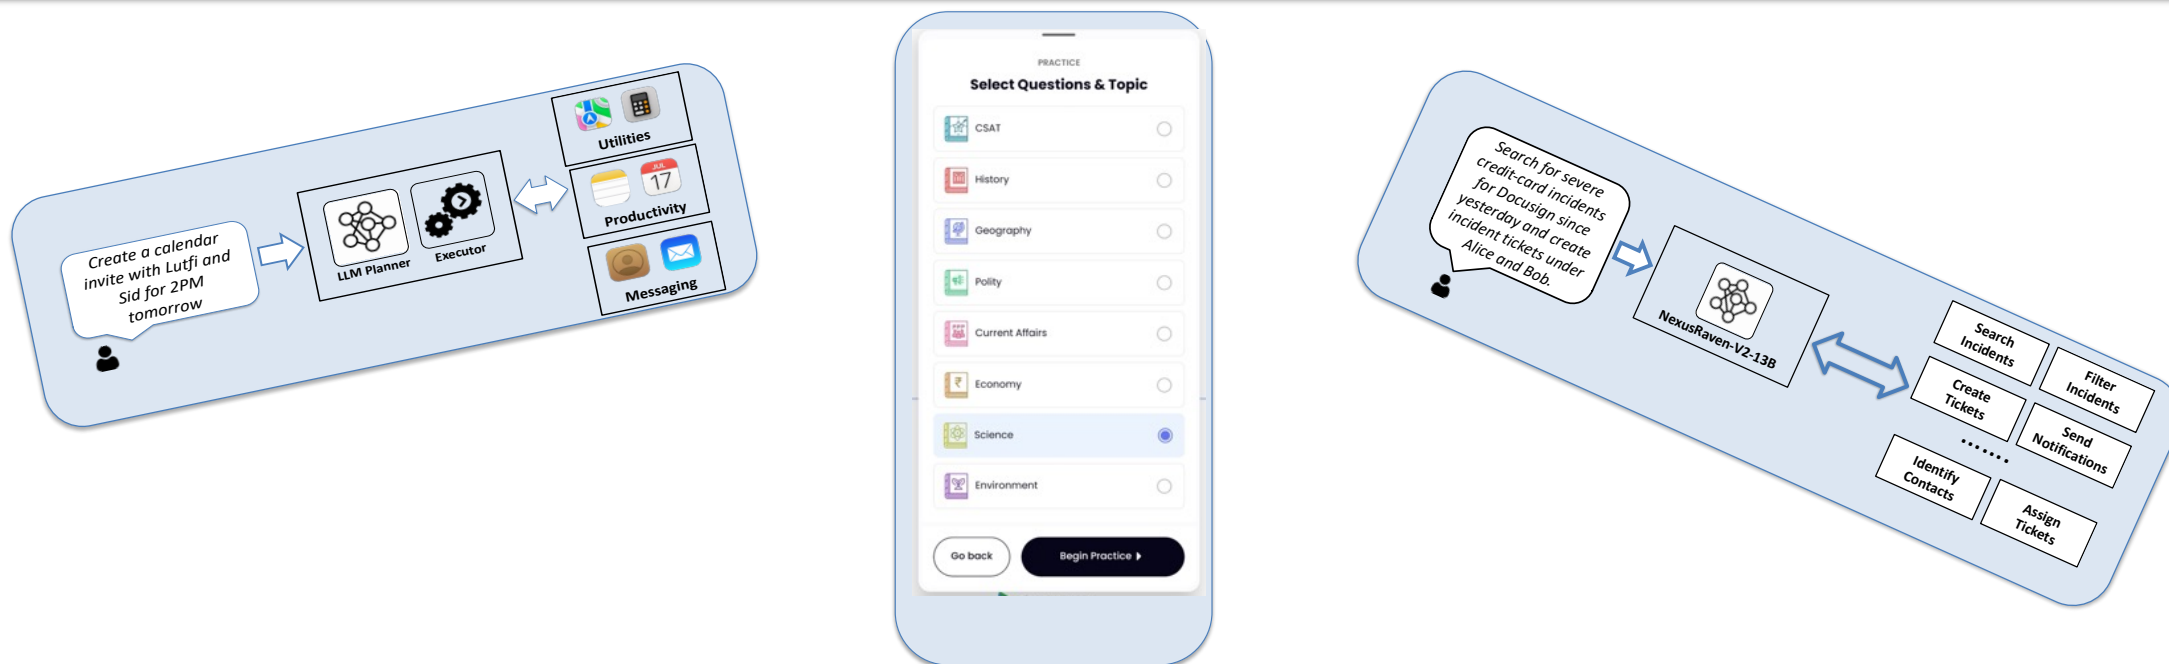 Create a calendar
invite with Lutfi and
Sid for 2PM
tomorrow
LLM Planner
Executor
Utilities
JUL
17
Productivity
Messaging
PRACTICE
Select Questions & Topic
CSAT
History
Geography
Polity
Current Affairs
Economy
Science
Environment
Go back
Begin Practice
Search for severe
credit-card incidents
for Docusign since
yesterday and create
incident tickets under
Alice and Bob.
NexusRaven-V2-13B
Search
Incidents
Filter
Incidents
Create
Tickets
Send
Notifications
.......
Identify
Contacts
Assign
Tickets